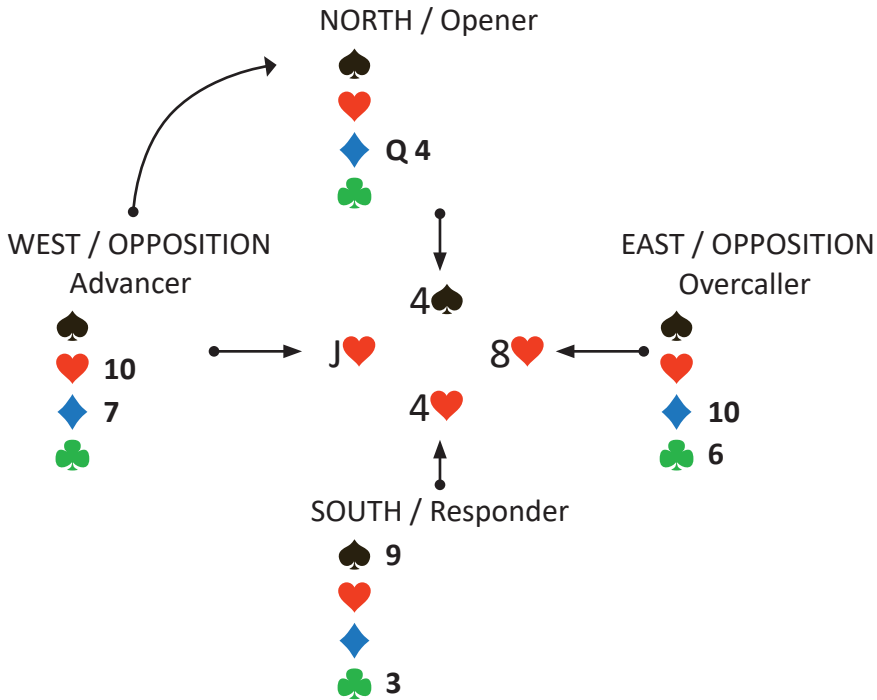 NORTH / Opener
♠
♥
♦ Q 4
♣
WEST / OPPOSITION
Advancer
♠
♥ 10
♦ 7
♣
EAST / OPPOSITION
Overcaller
♠
♥
♦ 10
♣ 6
4♠
J♥
8♥
4♥
SOUTH / Responder
♠ 9
♥
♦
♣ 3